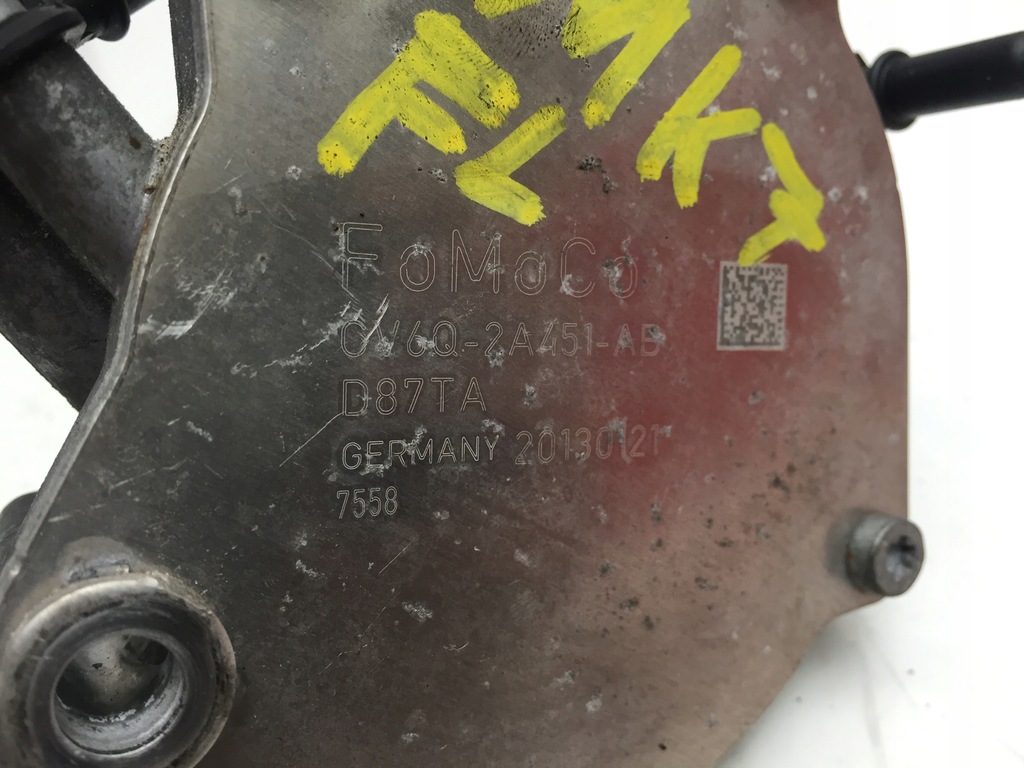 FoMoCo
CV6Q-2A451-AB
D87TA
GERMANY 20130121
7558